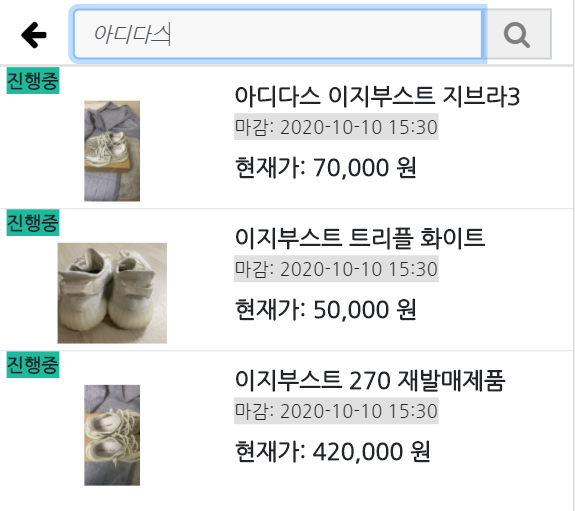 아디다스
진행중
아디다스 이지부스트 지브라3
마감: 2020-10-10 15:30
현재가: 70,000 원
진행중
이지부스트 트리플 화이트
마감: 2020-10-10 15:30
현재가: 50,000 원
진행중
이지부스트 270 재발매제품
마감: 2020-10-10 15:30
현재가: 420,000 원